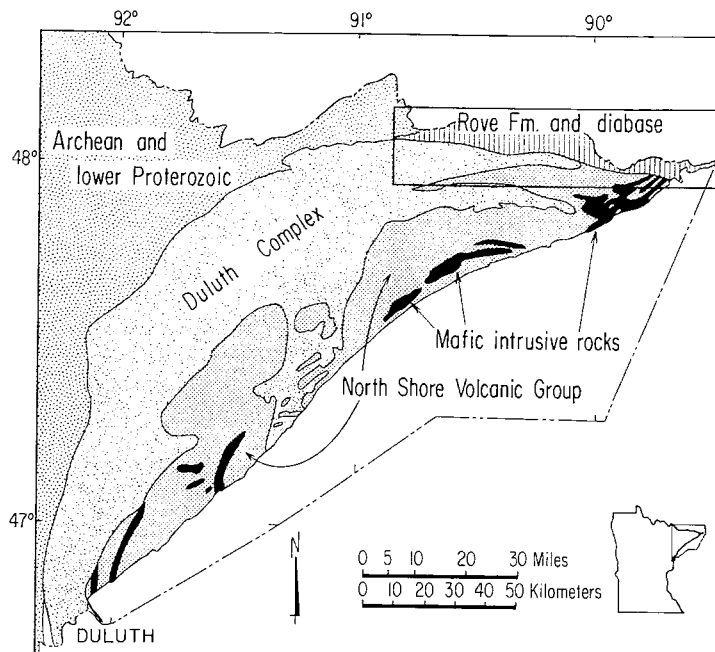 92° 91° 90°
Rove Fm. and diabase
Archean and
lower Proterozoic
48°
Duluth Complex
Mafic intrusive rocks
North Shore Volcanic Group
47°
N
0 5 10 20 30 Miles
0 10 20 30 40 50 Kilometers
DULUTH